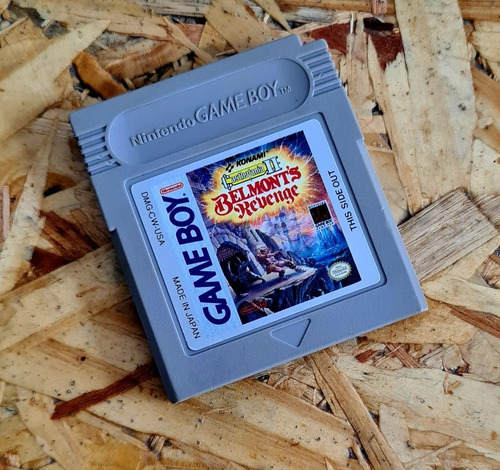 Nintendo GAME BOY TM
Nintendo
GAME BOY
DMG-CW-USA
MADE IN JAPAN
KONAMI
Castlevania II
BELMONT'S
Revenge
THIS SIDE OUT